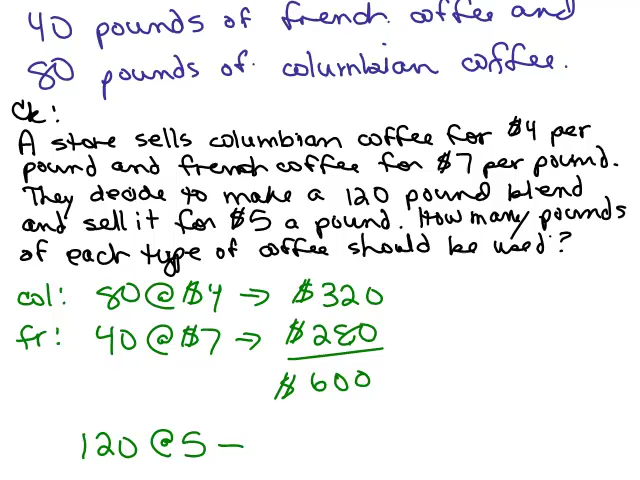 40 pounds of french coffee and
80 pounds of columbian coffee.
Ck:
A store sells columbian coffee for $4 per
pound and french coffee for $7 per pound.
They decide to make a 120 pound blend
and sell it for $5 a pound. How many pounds
of each type of coffee should be used?
col: 80 @ $4 → $320
fr: 40 @ $7 → $280
$600
120 @ 5 –